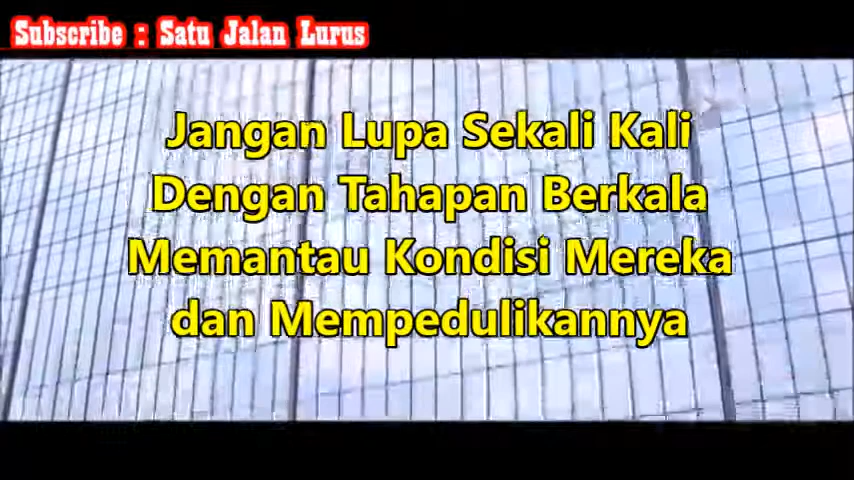 Subscribe : Satu Jalan Lurus
Jangan Lupa Sekali Kali
Dengan Tahapan Berkala
Memantau Kondisi Mereka
dan Mempedulikannya